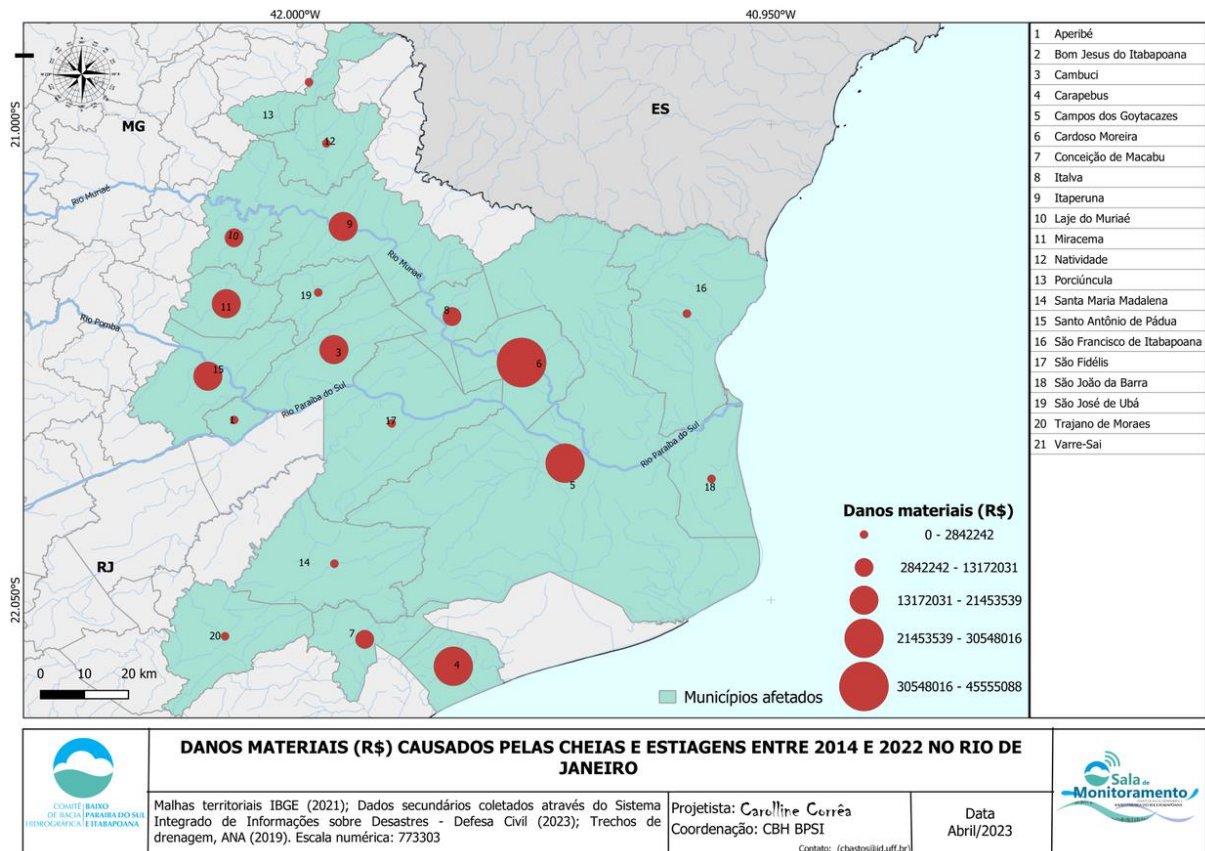 42.000°W 40.950°W
21.000°S
22.050°S
MG
ES
RJ
13
12
Rio Muriaé
9
10
Rio Muriaé
16
19
11
8
Rio Pomba
3
6
15
Rio Paraíba do Sul
1
17
Rio Paraíba do Sul
5
18
14
20
7
4
0 10 20 km
Danos materiais (R$)
0 - 2842242
2842242 - 13172031
13172031 - 21453539
21453539 - 30548016
30548016 - 45555088
Municípios afetados
1 Aperibé
2 Bom Jesus do Itabapoana
3 Cambuci
4 Carapebus
5 Campos dos Goytacazes
6 Cardoso Moreira
7 Conceição de Macabu
8 Italva
9 Itaperuna
10 Laje do Muriaé
11 Miracema
12 Natividade
13 Porciúncula
14 Santa Maria Madalena
15 Santo Antônio de Pádua
16 São Francisco de Itabapoana
17 São Fidélis
18 São João da Barra
19 São José de Ubá
20 Trajano de Moraes
21 Varre-Sai
COMITÊ BAIXO
DE BACIA PARAÍBA DO SUL
HIDROGRÁFICA E ITABAPOANA
DANOS MATERIAIS (R$) CAUSADOS PELAS CHEIAS E ESTIAGENS ENTRE 2014 E 2022 NO RIO DE
JANEIRO
Malhas territoriais IBGE (2021); Dados secundários coletados através do Sistema
Integrado de Informações sobre Desastres - Defesa Civil (2023); Trechos de
drenagem, ANA (2019). Escala numérica: 773303
Projetista: Carolline Corrêa
Coordenação: CBH BPSI
Contato: (cbastos@id.uff.br)
Data
Abril/2023
Sala de
Monitoramento